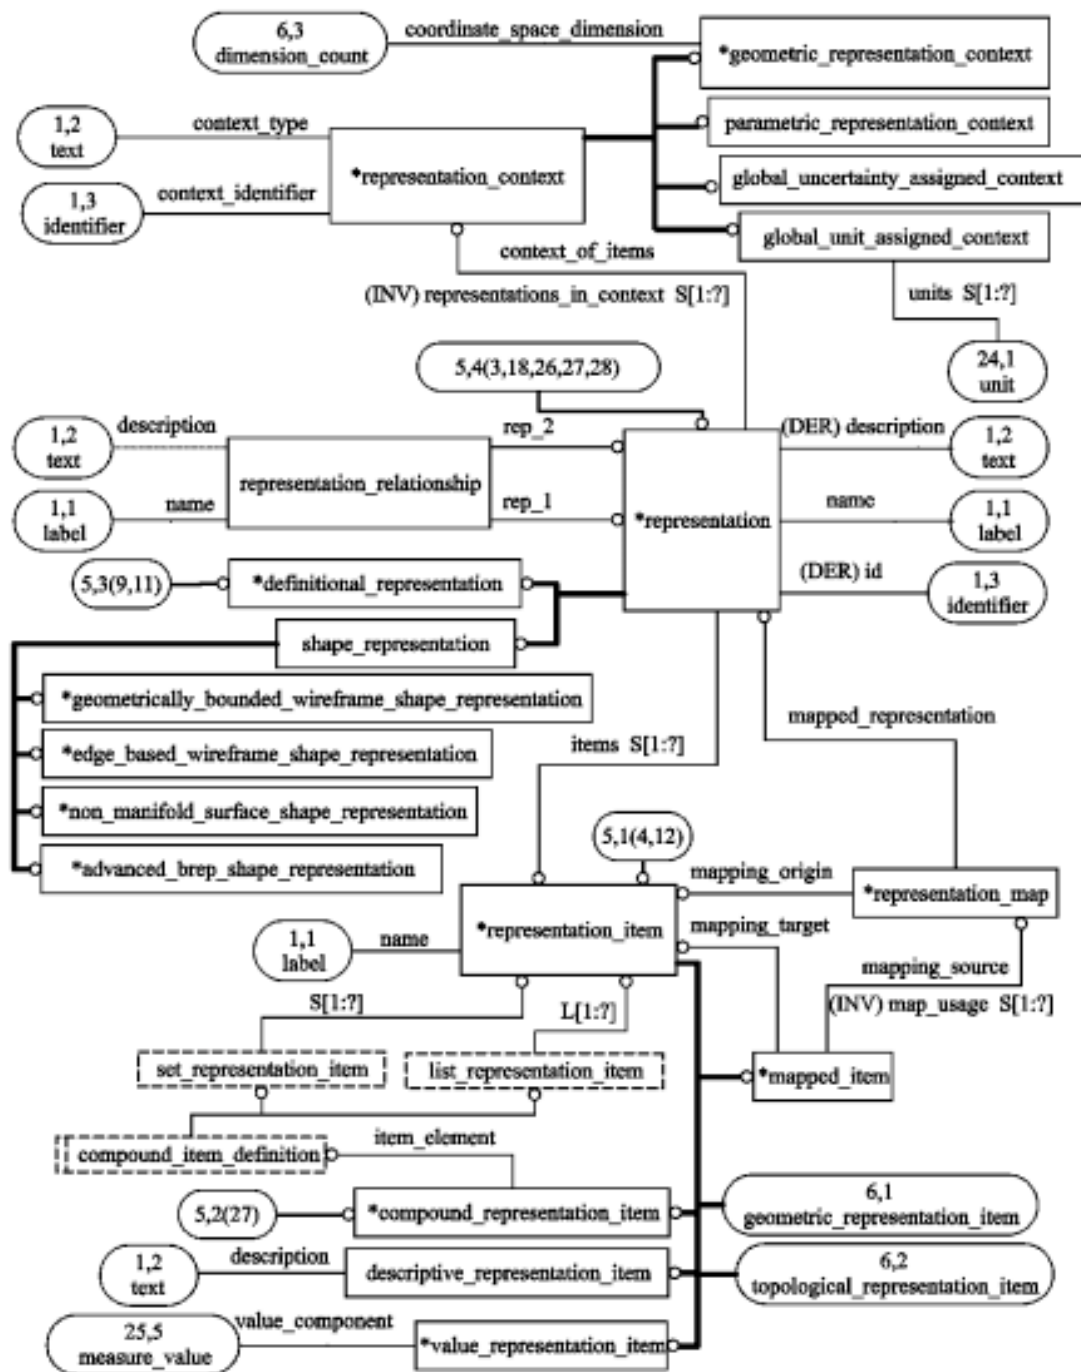 6,3
dimension_count
coordinate_space_dimension
*geometric_representation_context
1,2
text
context_type
parametric_representation_context
*representation_context
global_uncertainty_assigned_context
1,3
identifier
context_identifier
global_unit_assigned_context
context_of_items
(INV) representations_in_context S[1:?]
units S[1:?]
5,4(3,18,26,27,28)
24,1
unit
1,2
text
description
rep_2
(DER) description
1,2
text
representation_relationship
1,1
label
name
rep_1
*representation
name
1,1
label
5,3(9,11)
*definitional_representation
(DER) id
1,3
identifier
shape_representation
*geometrically_bounded_wireframe_shape_representation
mapped_representation
*edge_based_wireframe_shape_representation
items S[1:?]
*non_manifold_surface_shape_representation
5,1(4,12)
*advanced_brep_shape_representation
mapping_origin
*representation_map
1,1
label
name
*representation_item
mapping_target
mapping_source
(INV) map_usage S[1:?]
S[1:?]
L[1:?]
set_representation_item
list_representation_item
*mapped_item
compound_item_definition
item_element
5,2(27)
*compound_representation_item
6,1
geometric_representation_item
1,2
text
description
descriptive_representation_item
6,2
topological_representation_item
25,5
measure_value
value_component
*value_representation_item